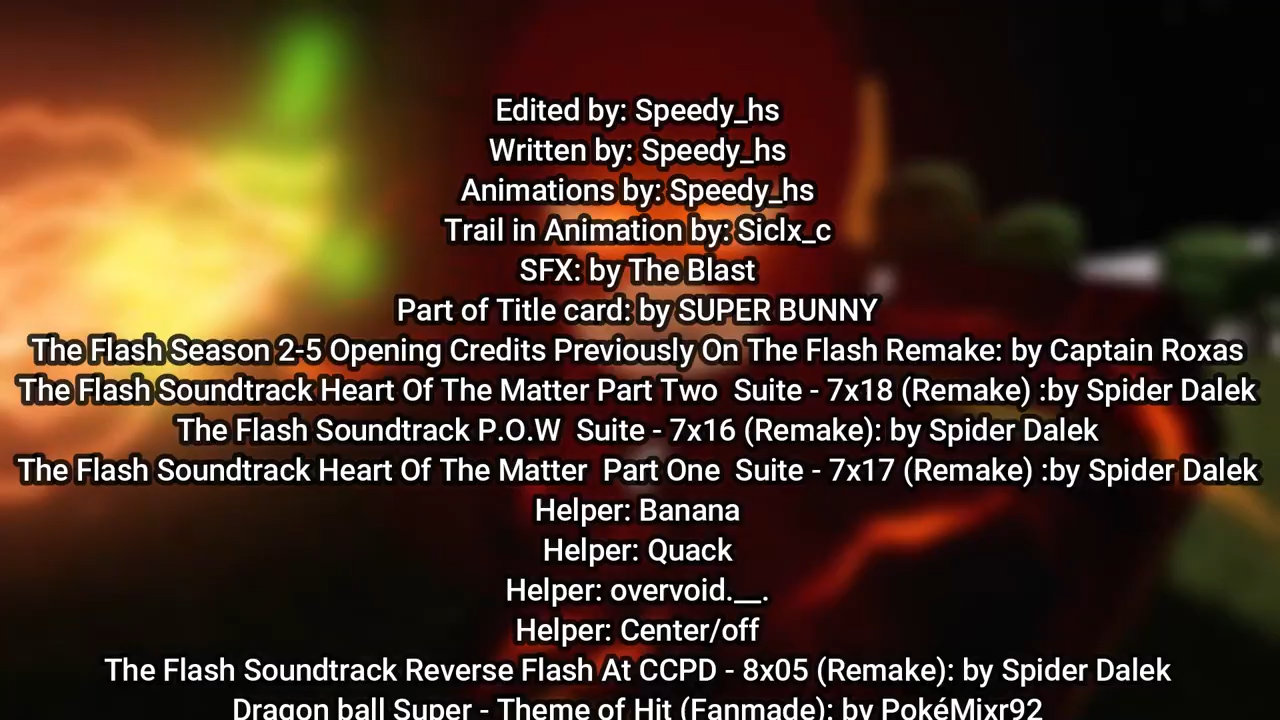 Edited by: Speedy_hs
Written by: Speedy_hs
Animations by: Speedy_hs
Trail in Animation by: Siclx_c
SFX: by The Blast
Part of Title card: by SUPER BUNNY
The Flash Season 2-5 Opening Credits Previously On The Flash Remake: by Captain Roxas
The Flash Soundtrack Heart Of The Matter Part Two  Suite - 7x18 (Remake) :by Spider Dalek
The Flash Soundtrack P.O.W  Suite - 7x16 (Remake): by Spider Dalek
The Flash Soundtrack Heart Of The Matter  Part One  Suite - 7x17 (Remake) :by Spider Dalek
Helper: Banana
Helper: Quack
Helper: overvoid.__.
Helper: Center/off
The Flash Soundtrack Reverse Flash At CCPD - 8x05 (Remake): by Spider Dalek
Dragon ball Super - Theme of Hit (Fanmade): by PokéMixr92